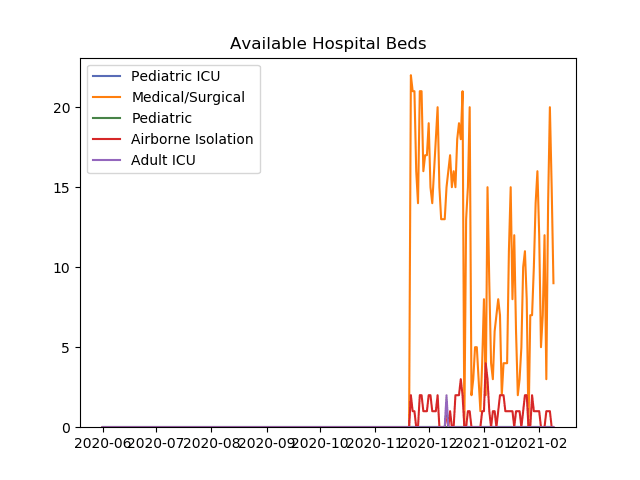 Available Hospital Beds
Pediatric ICU
Medical/Surgical
Pediatric
Airborne Isolation
Adult ICU
20
15
10
5
0
2020-06 2020-07 2020-08 2020-09 2020-10 2020-11 2020-12 2021-01 2021-02